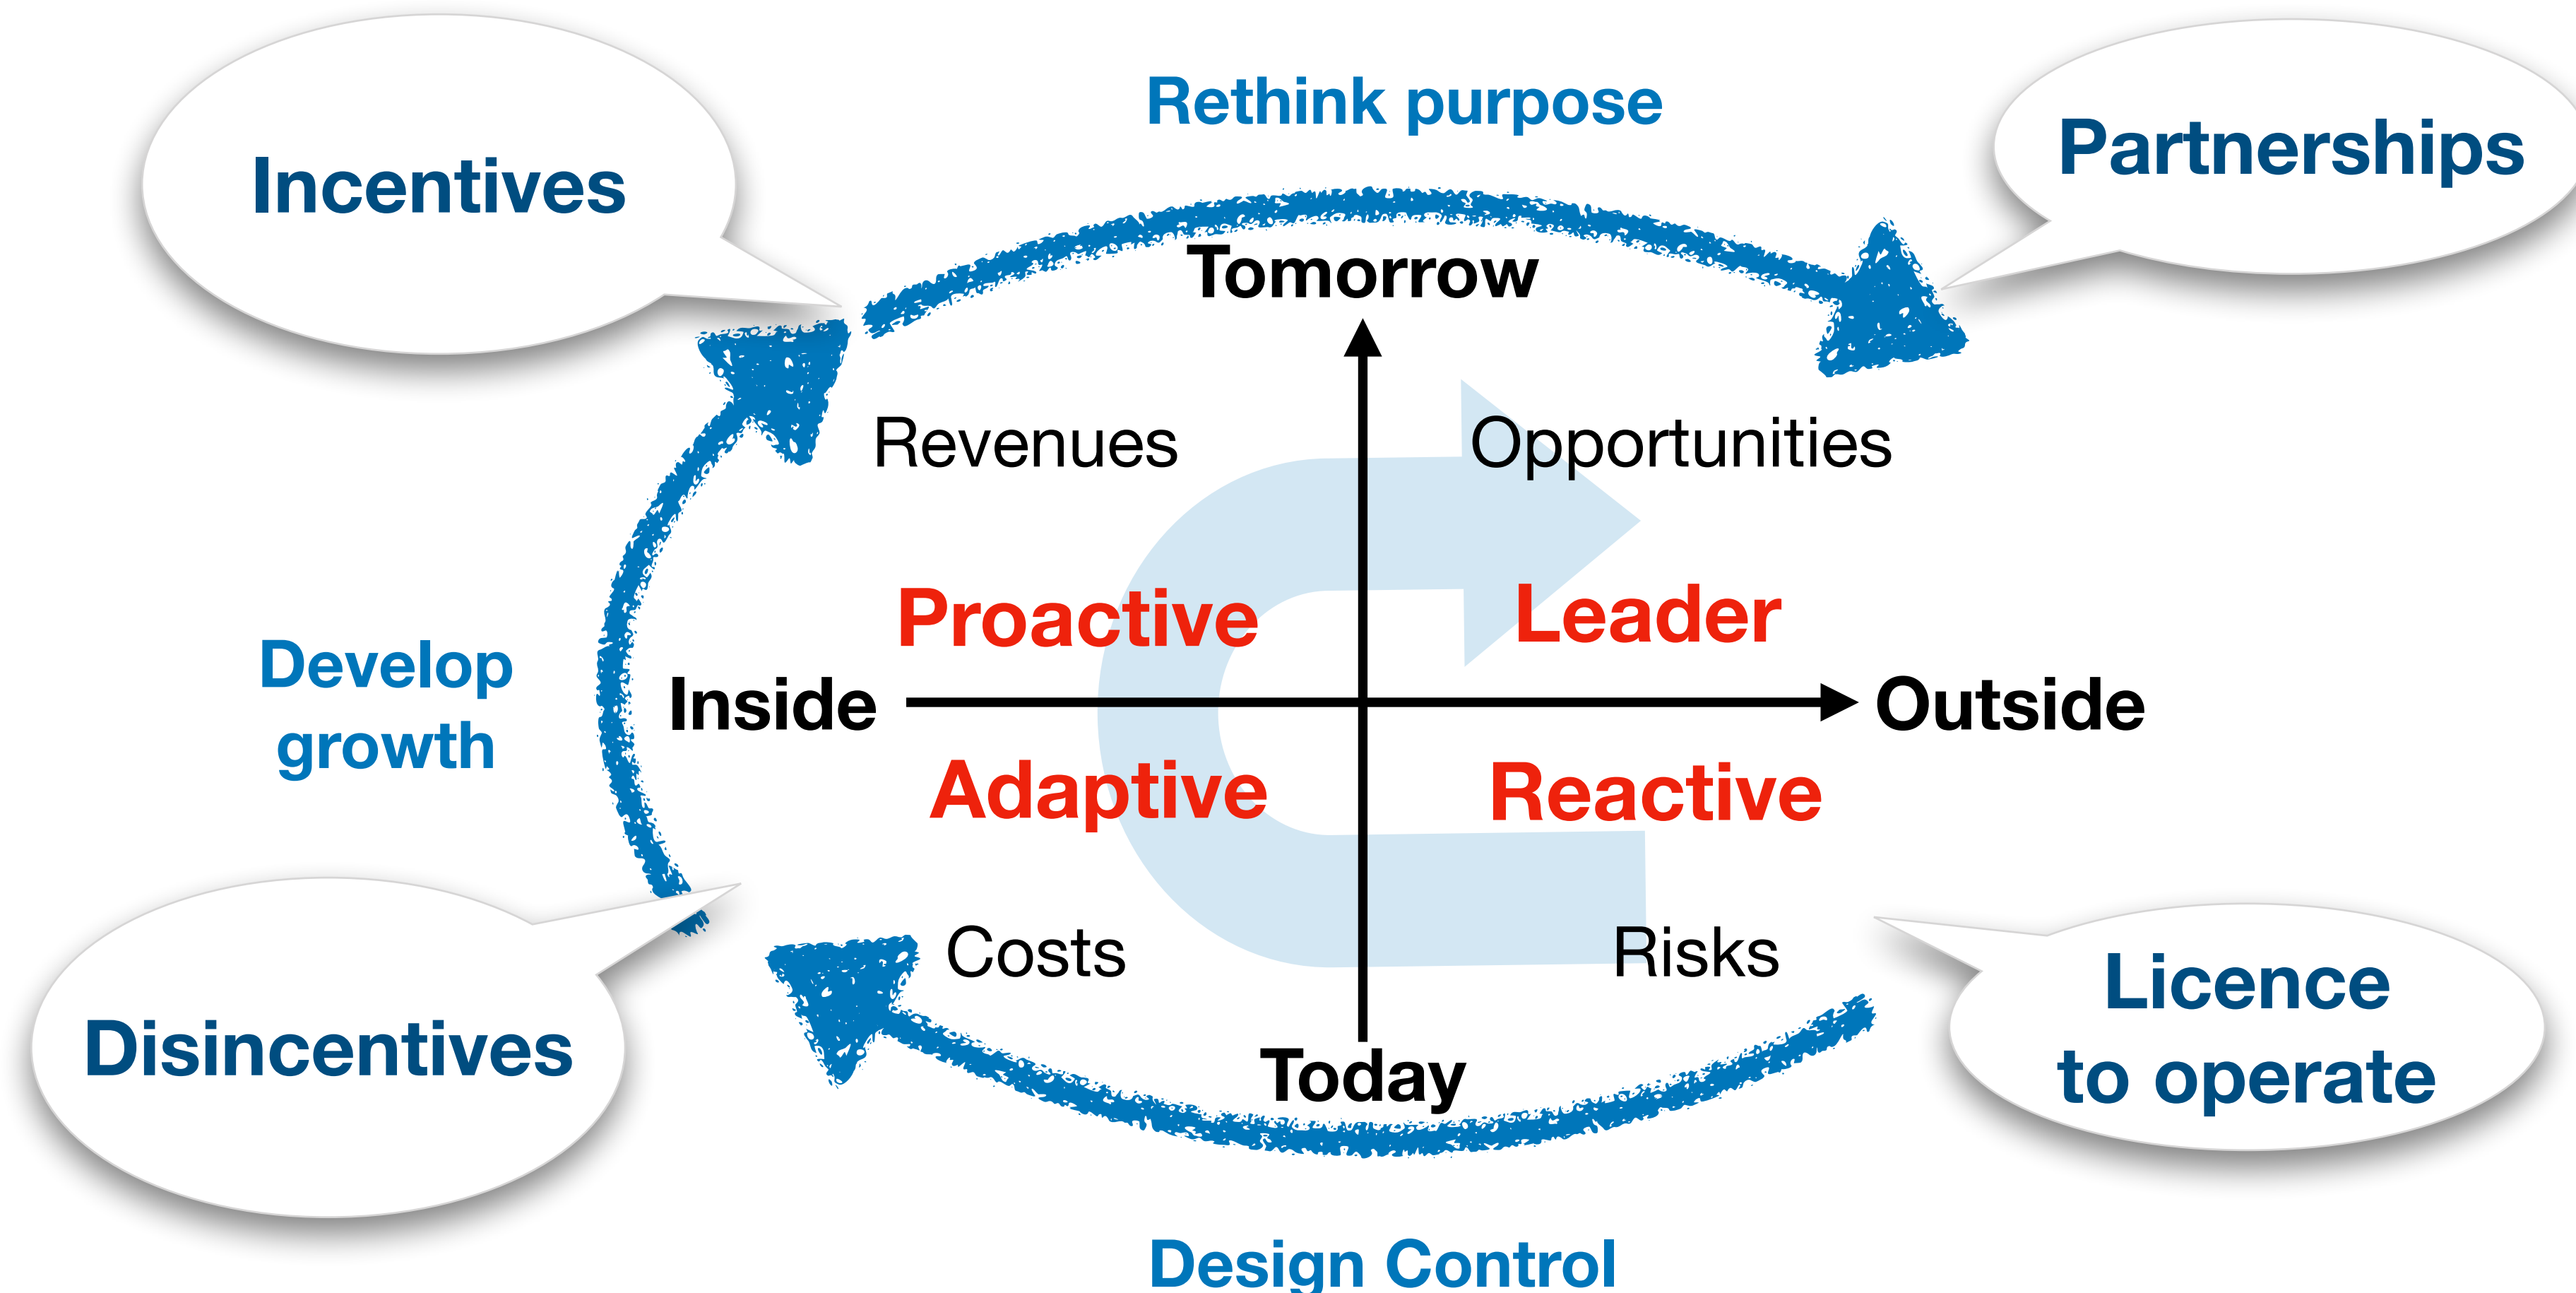 Rethink purpose
Incentives
Partnerships
Tomorrow
Revenues
Opportunities
Proactive
Leader
Develop
growth
Inside
Outside
Adaptive
Reactive
Costs
Risks
Disincentives
Licence
to operate
Today
Design Control